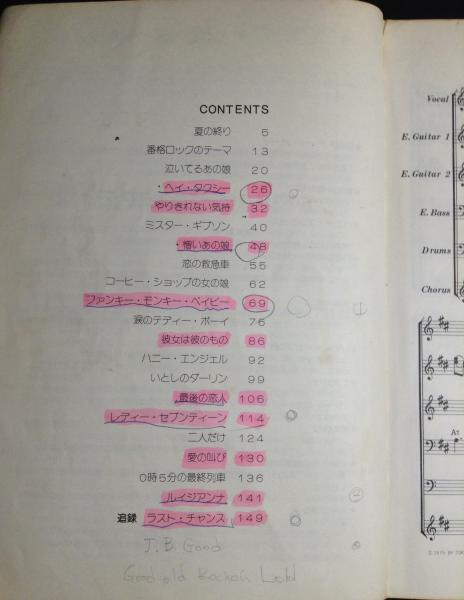 CONTENTS
夏の終り 5
番格ロックのテーマ 13
泣いてるあの娘 20
・ヘイ・タクシー 26
やりきれない気持 32
ミスター・ギブソン 40
・憎いあの娘 48
恋の救急車 55
コーヒー・ショップの女の娘 62
ファンキー・モンキー・ベイビー 69
涙のテディー・ボーイ 76
彼女は彼のもの 86
ハニー・エンジェル 92
いとしのダーリン 99
最後の恋人 106
レディー・セブンティーン 114
二人だけ 124
愛の叫び 130
0時5分の最終列車 136
ルイジアンナ 141
追録 ラスト・チャンス 149
J.B. Good
Good old
Vocal
E. Guitar 1
E. Guitar 2
E. Bass
Drums
Chorus
A7